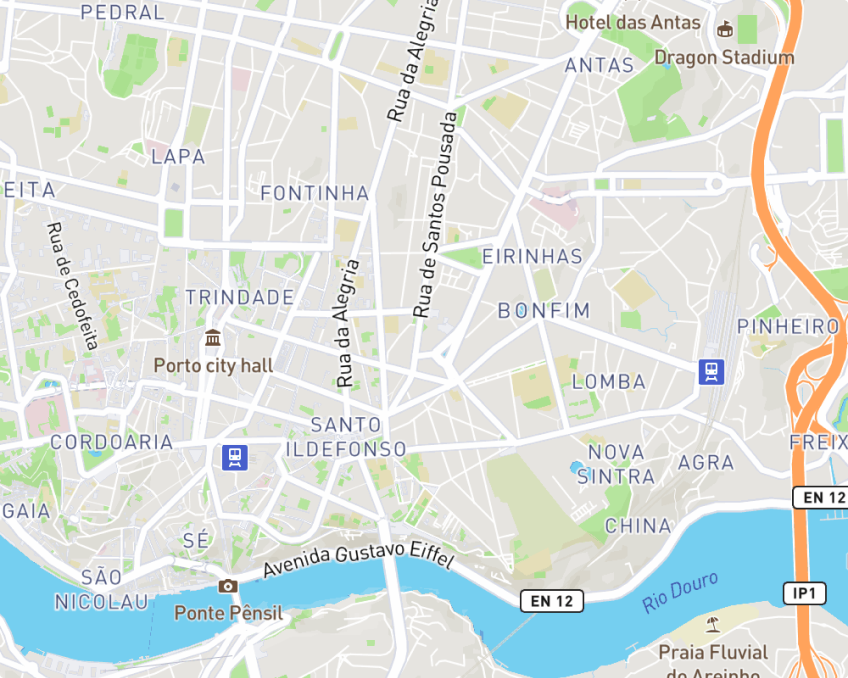 PEDRAL
Hotel das Antas
Dragon Stadium
ANTAS
Rua da Alegria
Rua de Santos Pousada
LAPA
EITA
FONTINHA
Rua de Cedofeita
EIRINHAS
TRINDADE
Rua da Alegria
BONFIM
PINHEIRO
Porto city hall
LOMBA
SANTO
ILDEFONSO
CORDOARIA
FREIX
NOVA
SINTRA
AGRA
EN 12
GAIA
CHINA
SÉ
Avenida Gustavo Eiffel
SÃO
NICOLAU
Ponte Pênsil
EN 12
Rio Douro
IP1
Praia Fluvial
do Areinho